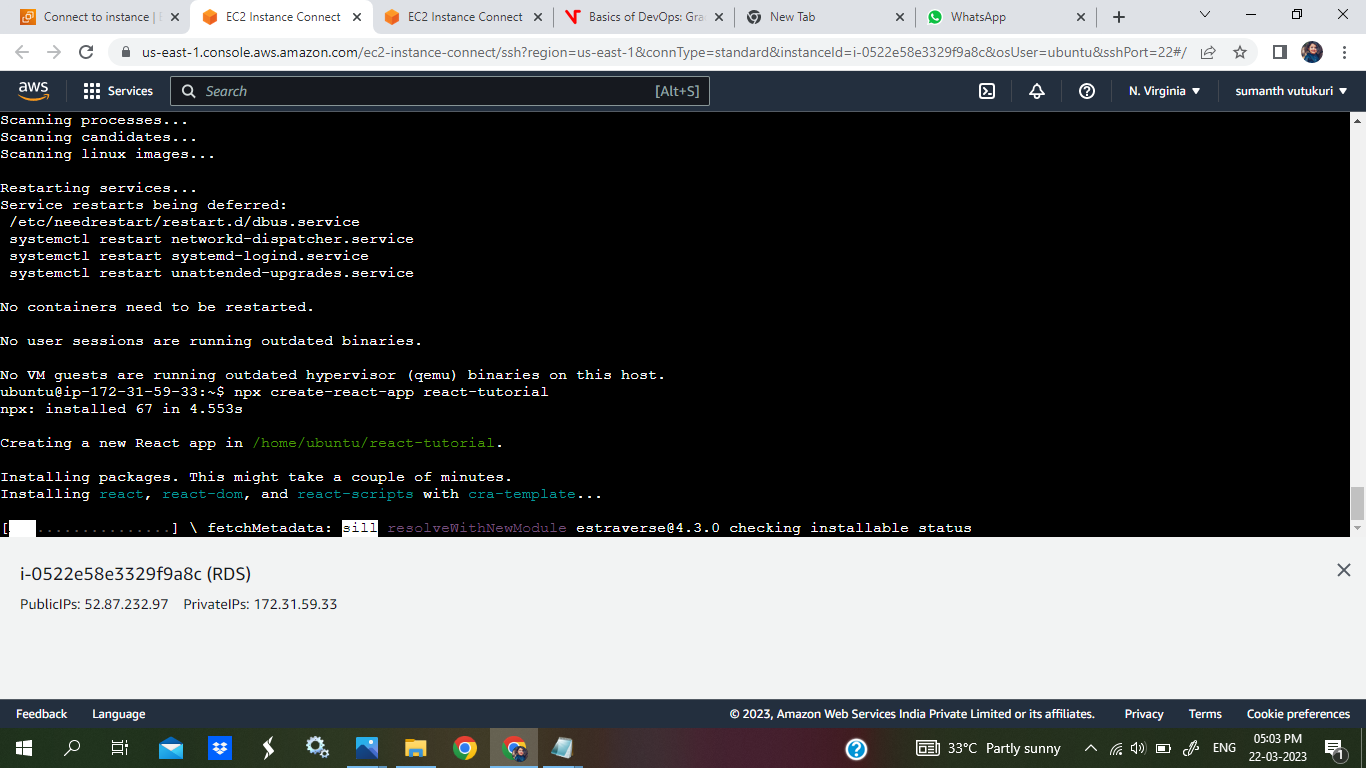 Connect to instance | E
EC2 Instance Connect
EC2 Instance Connect
Basics of DevOps: Gra
New Tab
WhatsApp
us-east-1.console.aws.amazon.com/ec2-instance-connect/ssh?region=us-east-1&connType=standard&instanceId=i-0522e58e3329f9a8c&osUser=ubuntu&sshPort=22#/
aws
Services
Search
[Alt+S]
N. Virginia
sumanth vutukuri
Scanning processes...
Scanning candidates...
Scanning linux images...
Restarting services...
Service restarts being deferred:
/etc/needrestart/restart.d/dbus.service
systemctl restart networkd-dispatcher.service
systemctl restart systemd-logind.service
systemctl restart unattended-upgrades.service
No containers need to be restarted.
No user sessions are running outdated binaries.
No VM guests are running outdated hypervisor (qemu) binaries on this host.
ubuntu@ip-172-31-59-33:~$ npx create-react-app react-tutorial
npx: installed 67 in 4.553s
Creating a new React app in /home/ubuntu/react-tutorial.
Installing packages. This might take a couple of minutes.
Installing react, react-dom, and react-scripts with cra-template...
[ ...............] \ fetchMetadata: sill resolveWithNewModule estraverse@4.3.0 checking installable status
i-0522e58e3329f9a8c (RDS)
PublicIPs: 52.87.232.97 PrivateIPs: 172.31.59.33
Feedback
Language
© 2023, Amazon Web Services India Private Limited or its affiliates.
Privacy
Terms
Cookie preferences
33°C Partly sunny
ENG
05:03 PM
22-03-2023
1